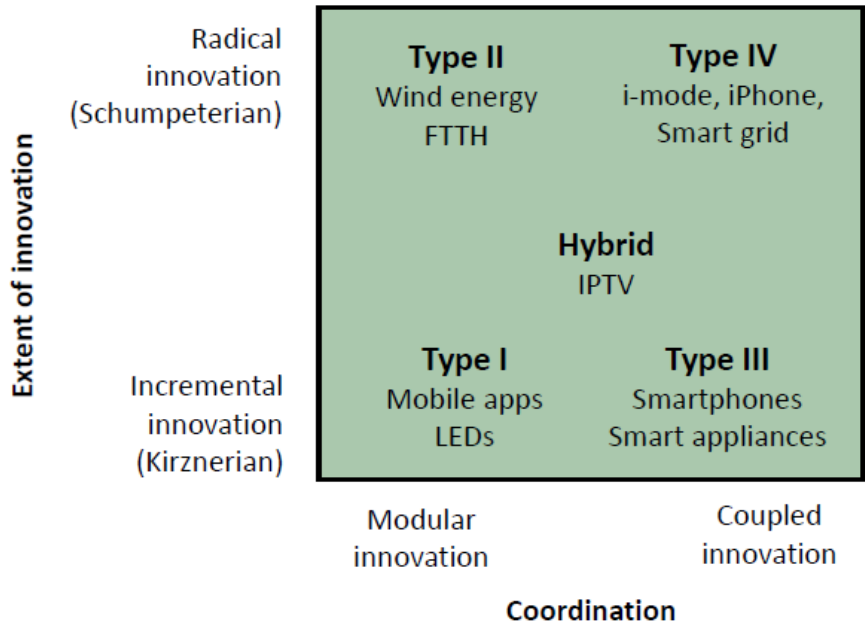 Extent of innovation
Radical
innovation
(Schumpeterian)
Incremental
innovation
(Kirznerian)
Type II
Wind energy
FTTH
Type IV
i-mode, iPhone,
Smart grid
Hybrid
IPTV
Type I
Mobile apps
LEDs
Type III
Smartphones
Smart appliances
Modular
innovation
Coupled
innovation
Coordination